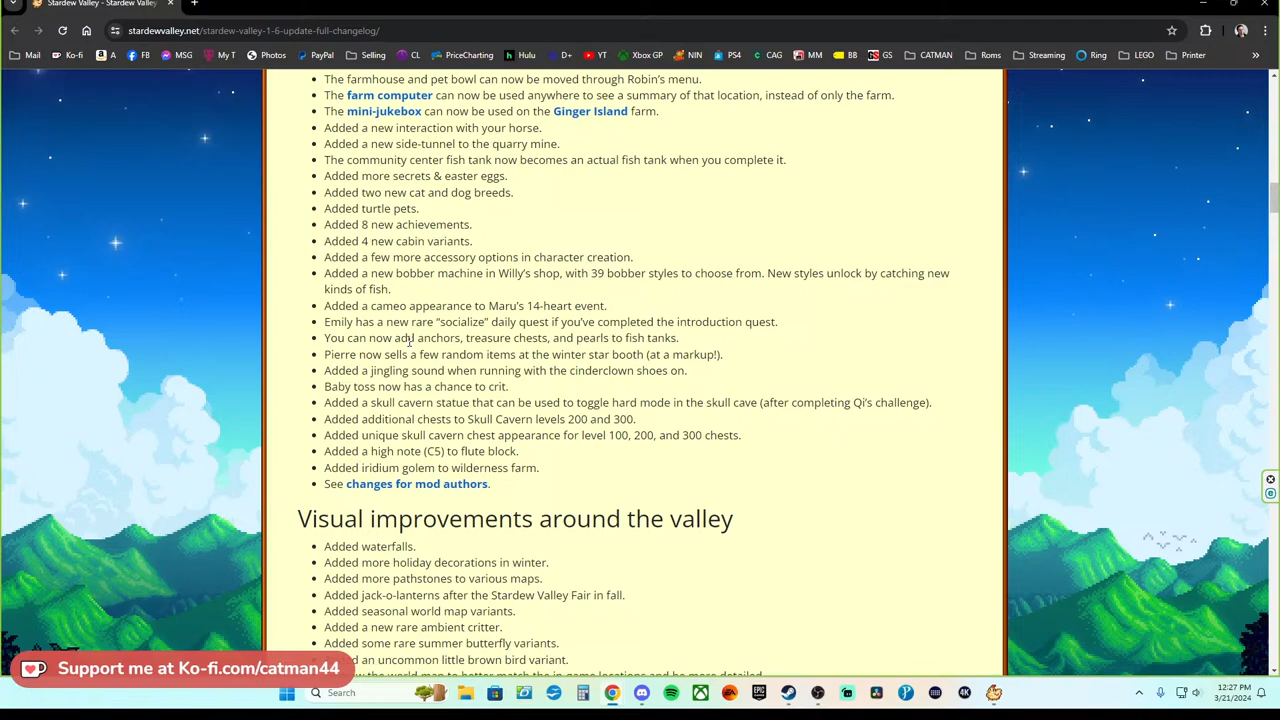 Stardew Valley - Stardew Valley
stardewvalley.net/stardew-valley-1-6-update-full-changelog/
Mail Ko-fi A FB MSG My T Photos PayPal Selling CL PriceCharting Hulu D+ YT Xbox GP NIN PS4 CAG MM BB GS CATMAN Roms Streaming Ring LEGO Printer
• The farmhouse and pet bowl can now be moved through Robin's menu.
• The farm computer can now be used anywhere to see a summary of that location, instead of only the farm.
• The mini-jukebox can now be used on the Ginger Island farm.
• Added a new interaction with your horse.
• Added a new side-tunnel to the quarry mine.
• The community center fish tank now becomes an actual fish tank when you complete it.
• Added more secrets & easter eggs.
• Added two new cat and dog breeds.
• Added turtle pets.
• Added 8 new achievements.
• Added 4 new cabin variants.
• Added a few more accessory options in character creation.
• Added a new bobber machine in Willy's shop, with 39 bobber styles to choose from. New styles unlock by catching new
kinds of fish.
• Added a cameo appearance to Maru's 14-heart event.
• Emily has a new rare “socialize” daily quest if you've completed the introduction quest.
• You can now add anchors, treasure chests, and pearls to fish tanks.
• Pierre now sells a few random items at the winter star booth (at a markup!).
• Added a jingling sound when running with the cinderclown shoes on.
• Baby toss now has a chance to crit.
• Added a skull cavern statue that can be used to toggle hard mode in the skull cave (after completing Qi's challenge).
• Added additional chests to Skull Cavern levels 200 and 300.
• Added unique skull cavern chest appearance for level 100, 200, and 300 chests.
• Added a high note (C5) to flute block.
• Added iridium golem to wilderness farm.
• See changes for mod authors.
Visual improvements around the valley
• Added waterfalls.
• Added more holiday decorations in winter.
• Added more pathstones to various maps.
• Added jack-o-lanterns after the Stardew Valley Fair in fall.
• Added seasonal world map variants.
• Added a new rare ambient critter.
• Added some rare summer butterfly variants.
an uncommon little brown bird variant.
the world map to better match the in-game locations and be more detailed.
Support me at Ko-fi.com/catman44
Search
4K
EPIC
12:27 PM
3/21/2024